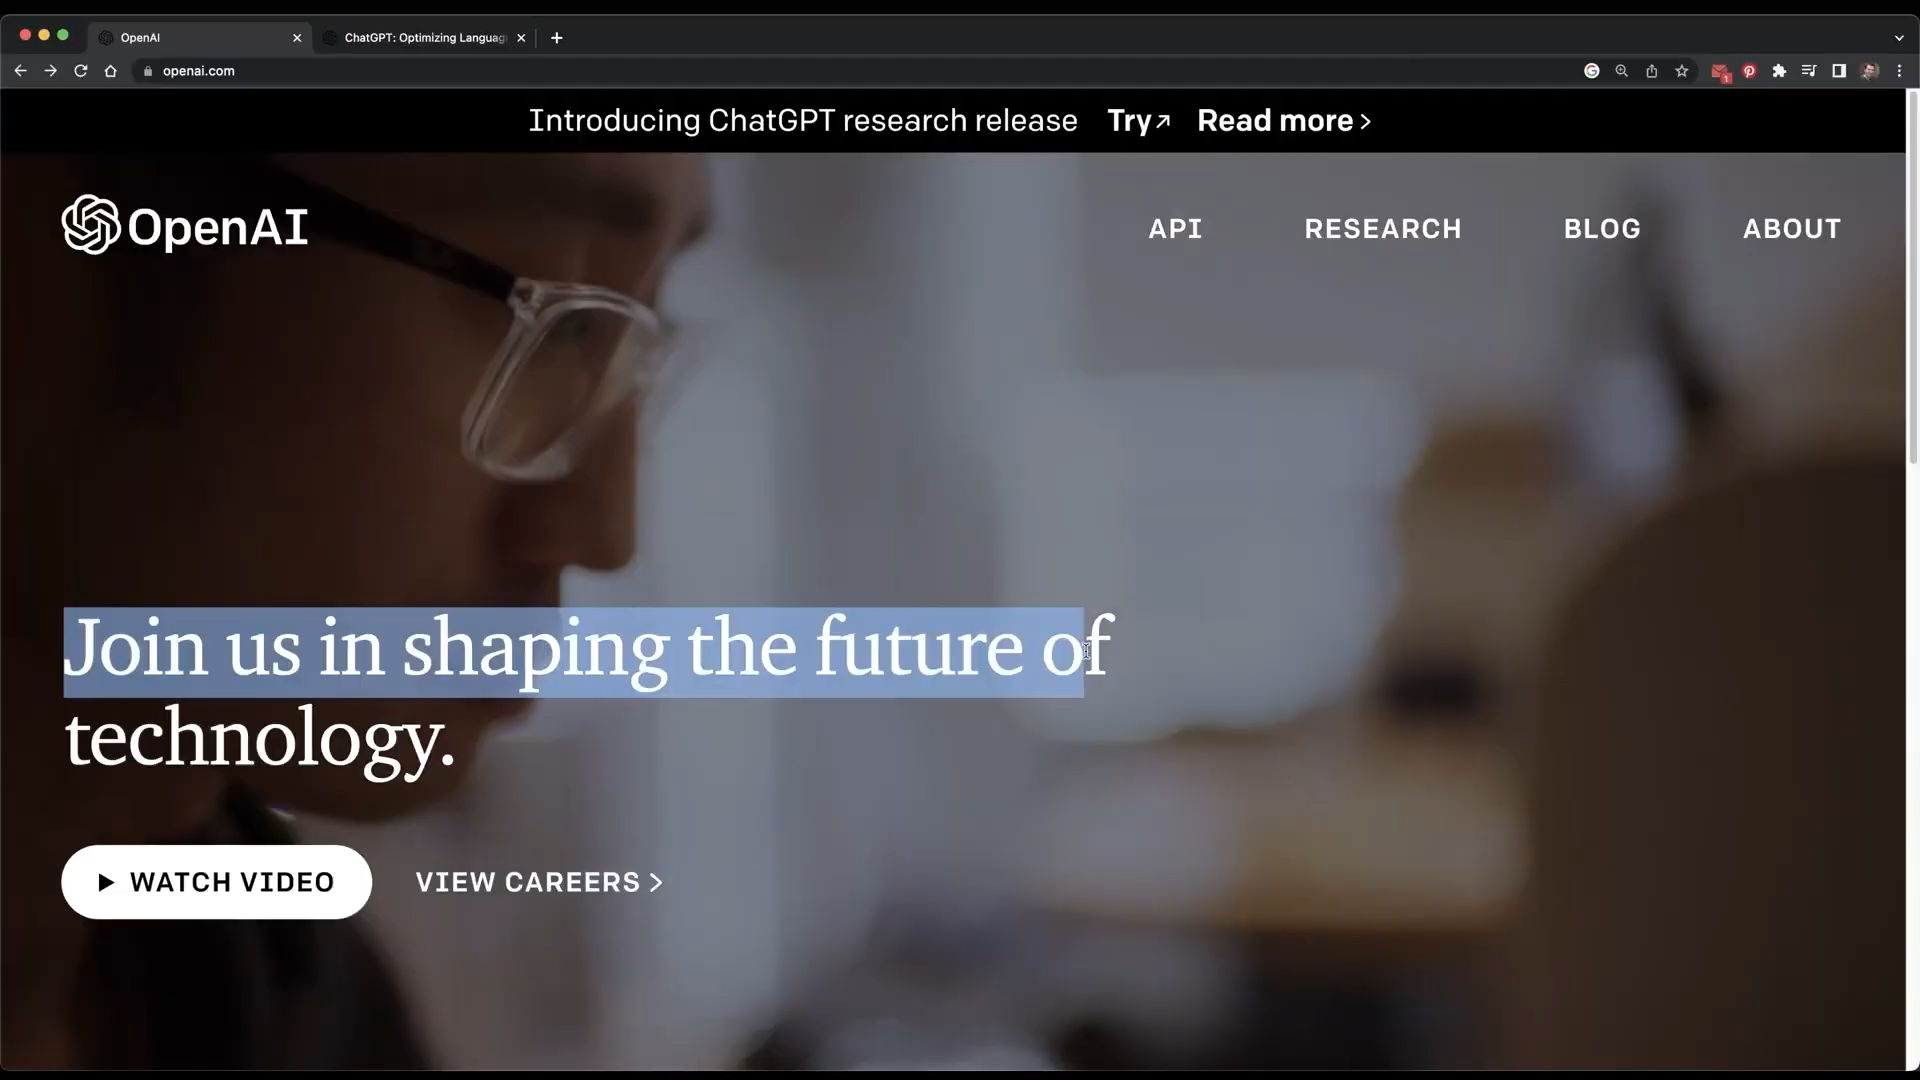 OpenAI
ChatGPT: Optimizing Languag
openai.com
1
Introducing ChatGPT research release Try↗ Read more >
OpenAI
API RESEARCH BLOG ABOUT
Join us in shaping the future of
technology.
WATCH VIDEO
VIEW CAREERS >